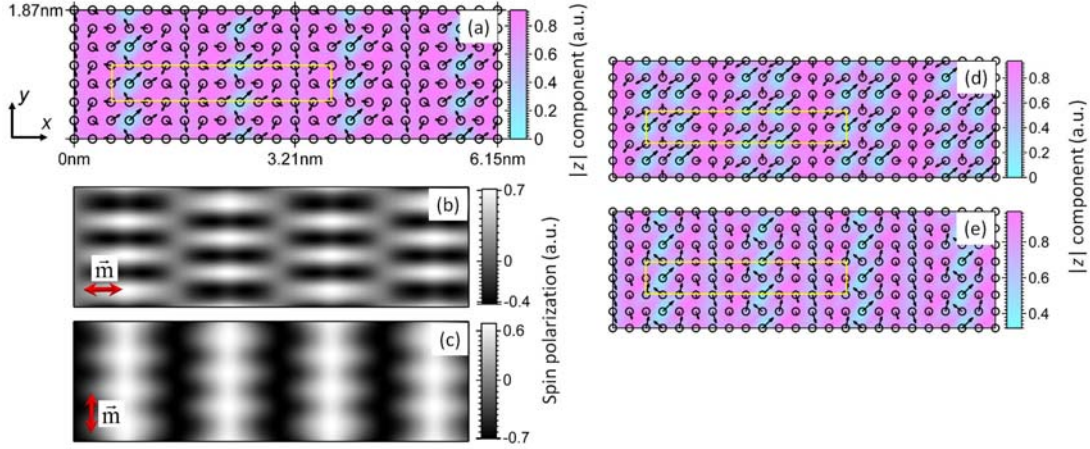 1.87nm
(a)
y
x
0nm
3.21nm
6.15nm
0.8
0.6
0.4
0.2
0
|z| component (a.u.)
(b)
m⃗
0.7
0
-0.4
(c)
m⃗
0.6
0
-0.7
Spin polarization (a.u.)
(d)
0.8
0.6
0.4
0.2
0
(e)
0.8
0.6
0.4
|z| component (a.u.)